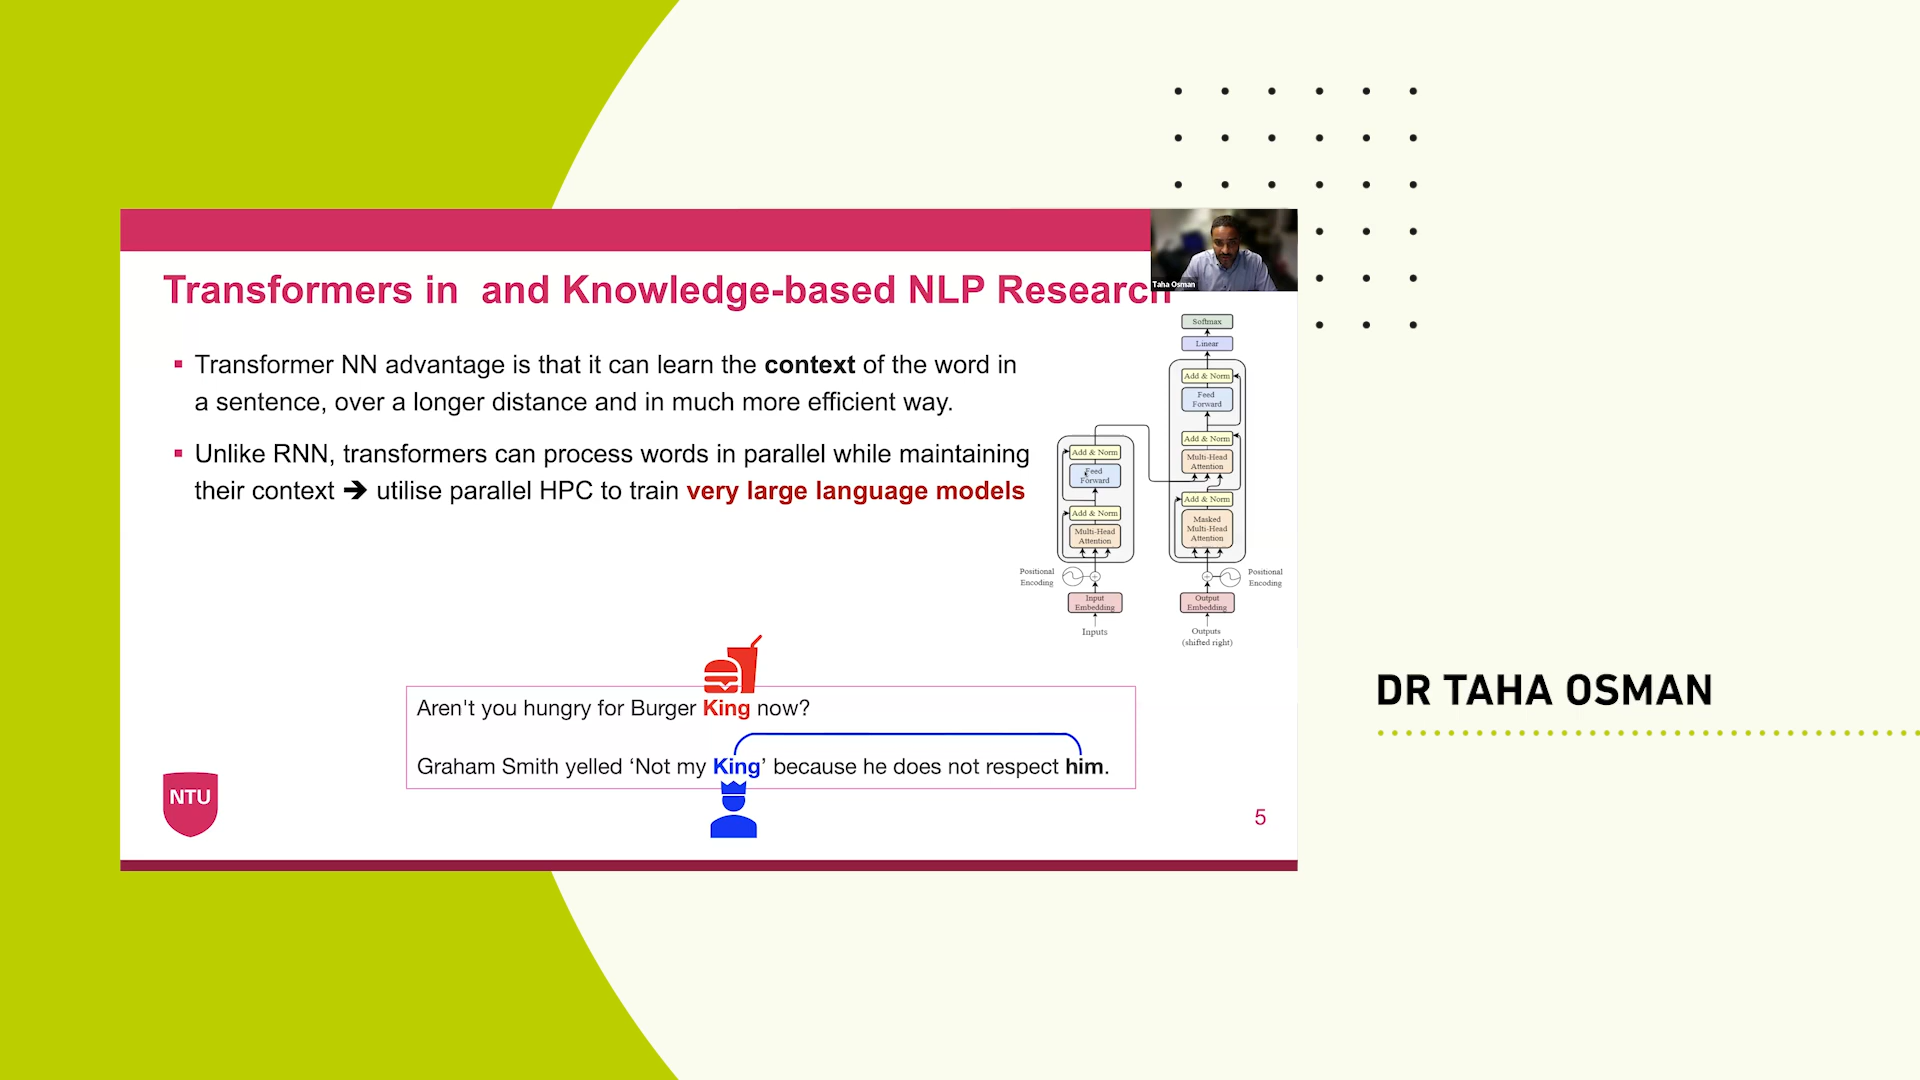 Transformers in  and Knowledge-based NLP Research
Taha Osman
Transformer NN advantage is that it can learn the context of the word in
a sentence, over a longer distance and in much more efficient way.
Unlike RNN, transformers can process words in parallel while maintaining
their context ➔ utilise parallel HPC to train very large language models
Softmax
Linear
Add & Norm
Feed
Forward
Add & Norm
Multi-Head
Attention
Add & Norm
Masked
Multi-Head
Attention
Add & Norm
Feed
Forward
Add & Norm
Multi-Head
Attention
Positional
Encoding
Positional
Encoding
Input
Embedding
Output
Embedding
Inputs
Outputs
(shifted right)
Aren't you hungry for Burger King now?
Graham Smith yelled ‘Not my King’ because he does not respect him.
NTU
5
DR TAHA OSMAN